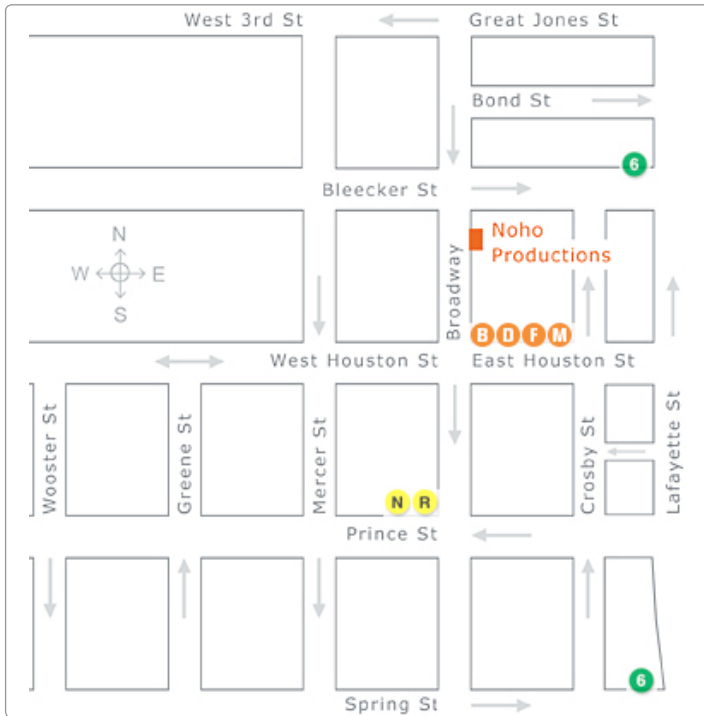 West 3rd St
Great Jones St
Bond St
6
Bleecker St
Noho
Productions
N
W E
S
Broadway
B D F M
West Houston St
East Houston St
Wooster St
Greene St
Mercer St
Crosby St
Lafayette St
N R
Prince St
6
Spring St